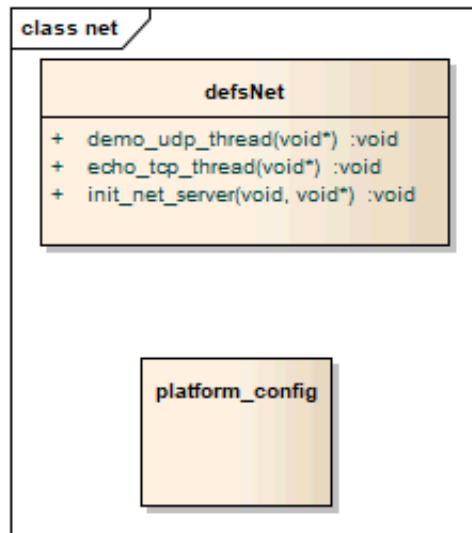 class net
defsNet
+ demo_udp_thread(void*) :void
+ echo_tcp_thread(void*) :void
+ init_net_server(void, void*) :void
platform_config